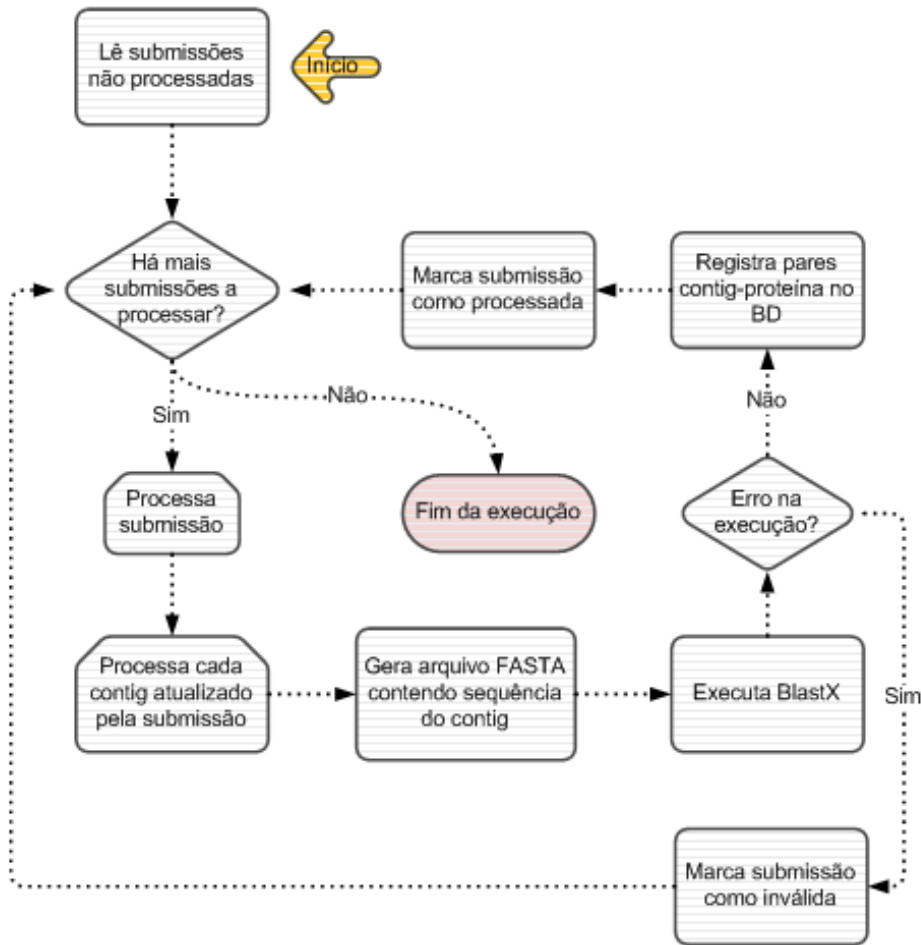 Lê submissões
não processadas
Início
Há mais
submissões a
processar?
Marca submissão
como processada
Registra pares
contig-proteína no
BD
Não
Sim
Não
Processa
submissão
Fim da execução
Erro na
execução?
Processa cada
contig atualizado
pela submissão
Gera arquivo FASTA
contendo sequência
do contig
Executa BlastX
Sim
Marca submissão
como inválida